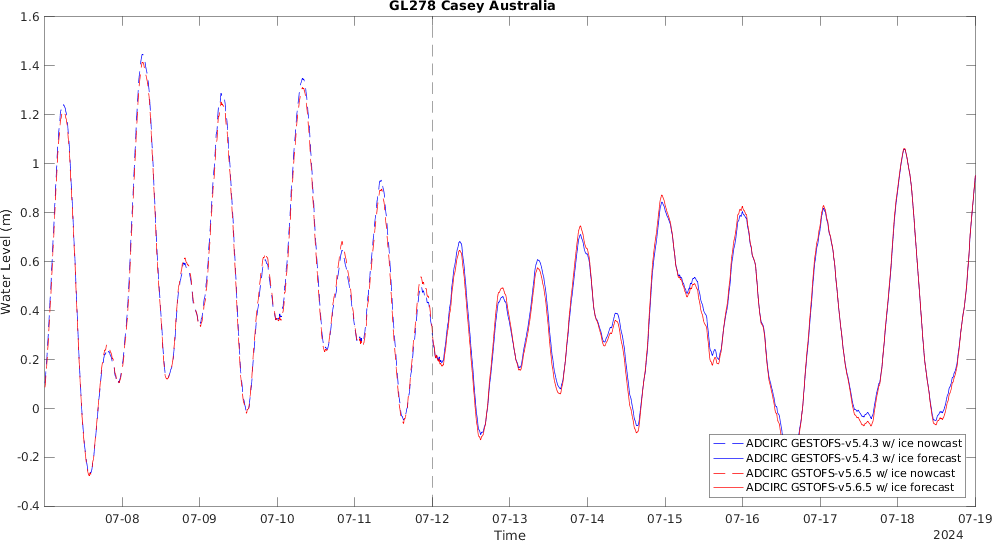 GL278 Casey Australia
Water Level (m)
1.6
1.4
1.2
1
0.8
0.6
0.4
0.2
0
-0.2
-0.4
ADCIRC GESTOFS-v5.4.3 w/ ice nowcast
ADCIRC GESTOFS-v5.4.3 w/ ice forecast
ADCIRC GSTOFS-v5.6.5 w/ ice nowcast
ADCIRC GSTOFS-v5.6.5 w/ ice forecast
07-08 07-09 07-10 07-11 07-12 07-13 07-14 07-15 07-16 07-17 07-18 07-19
Time
2024